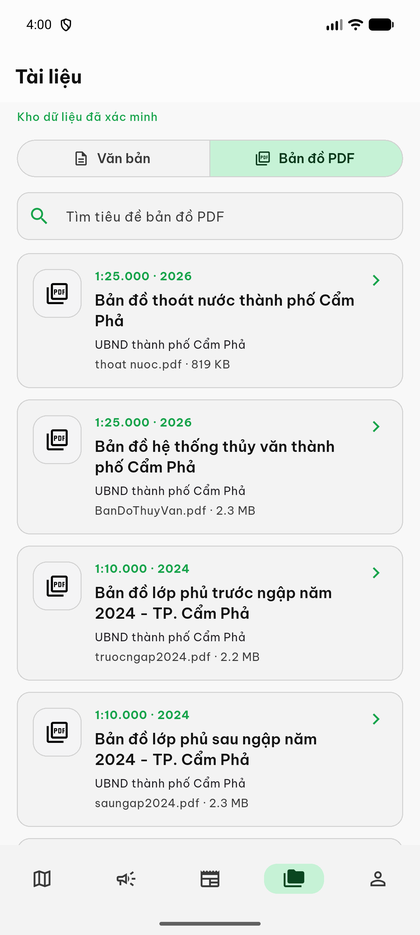 4:00
Tài liệu
Kho dữ liệu đã xác minh
Văn bản
PDF Bản đồ PDF
Tìm tiêu đề bản đồ PDF
PDF
1:25.000 · 2026
Bản đồ thoát nước thành phố Cẩm
Phả
UBND thành phố Cẩm Phả
thoat nuoc.pdf · 819 KB
PDF
1:25.000 · 2026
Bản đồ hệ thống thủy văn thành
phố Cẩm Phả
UBND thành phố Cẩm Phả
BanDoThuyVan.pdf · 2.3 MB
PDF
1:10.000 · 2024
Bản đồ lớp phủ trước ngập năm
2024 - TP. Cẩm Phả
UBND thành phố Cẩm Phả
truocngap2024.pdf · 2.2 MB
PDF
1:10.000 · 2024
Bản đồ lớp phủ sau ngập năm
2024 - TP. Cẩm Phả
UBND thành phố Cẩm Phả
saungap2024.pdf · 2.3 MB